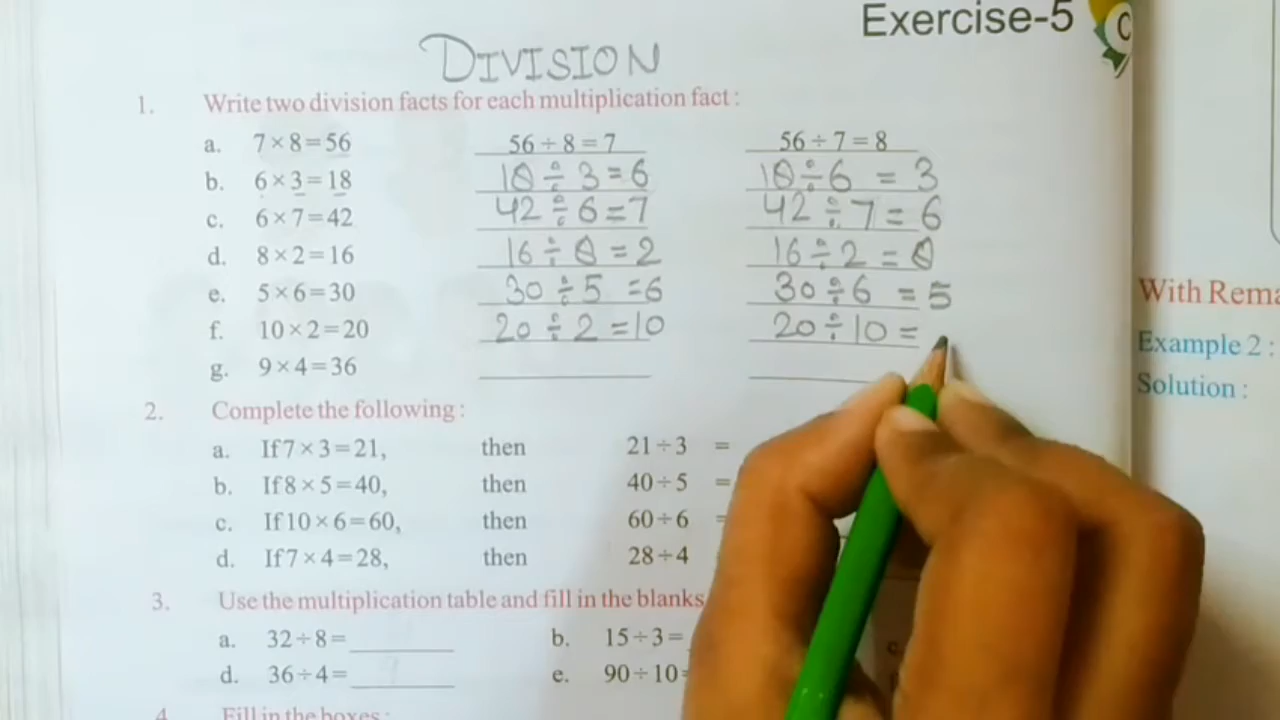 Exercise-5
C
DIVISION
1. Write two division facts for each multiplication fact :
a. 7 × 8 = 56 56 ÷ 8 = 7 56 ÷ 7 = 8
b. 6 × 3 = 18 18 ÷ 3 = 6 18 ÷ 6 = 3
c. 6 × 7 = 42 42 ÷ 6 = 7 42 ÷ 7 = 6
d. 8 × 2 = 16 16 ÷ 8 = 2 16 ÷ 2 = 8
e. 5 × 6 = 30 30 ÷ 5 = 6 30 ÷ 6 = 5
f. 10 × 2 = 20 20 ÷ 2 = 10 20 ÷ 10 =
g. 9 × 4 = 36
With Rema
Example 2 :
Solution :
2. Complete the following :
a. If 7 × 3 = 21, then 21 ÷ 3 =
b. If 8 × 5 = 40, then 40 ÷ 5 =
c. If 10 × 6 = 60, then 60 ÷ 6 =
d. If 7 × 4 = 28, then 28 ÷ 4
3. Use the multiplication table and fill in the blanks
a. 32 ÷ 8 = b. 15 ÷ 3 = c.
d. 36 ÷ 4 = e. 90 ÷ 10 =
4. Fill in the boxes :